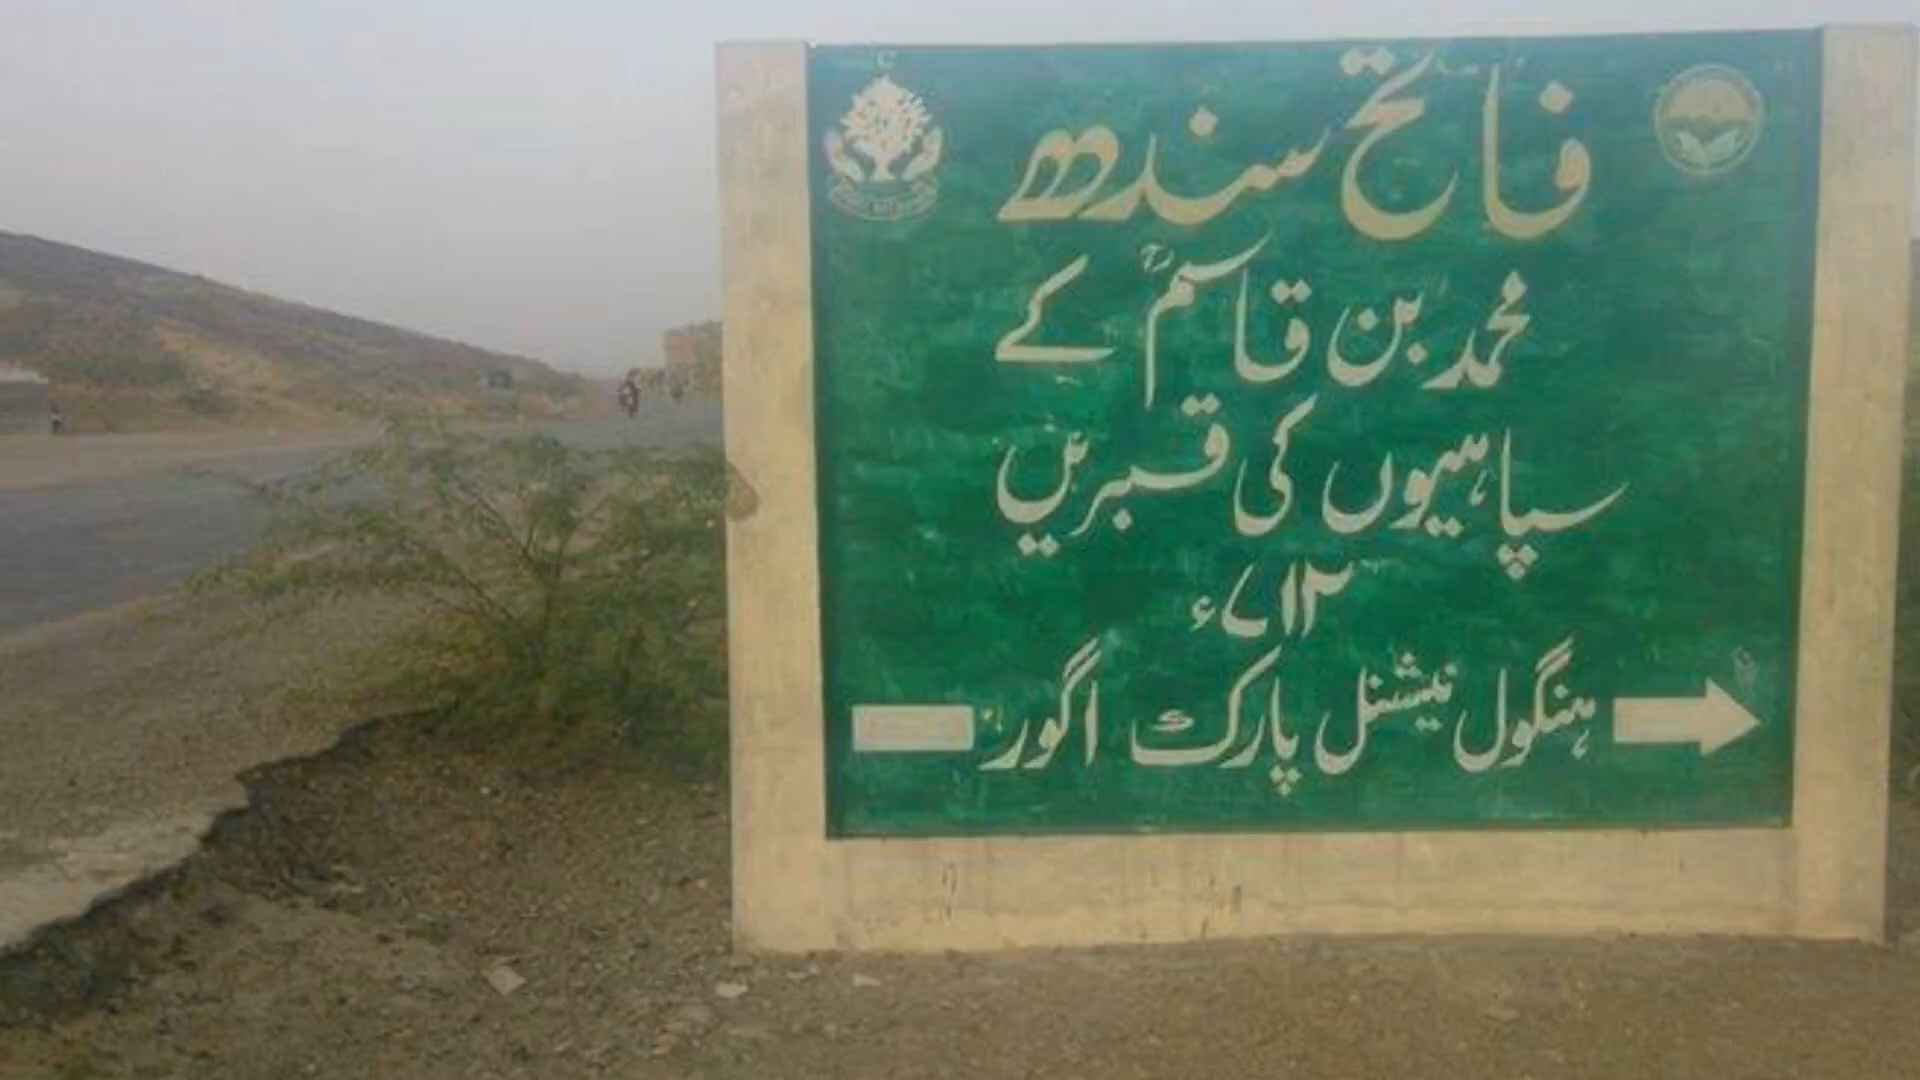 فاتح سندھ
محمد بن قاسمؒ کے
سپاہیوں کی قبریں
۷۱۲ء
ہنگول نیشنل پارک اگور